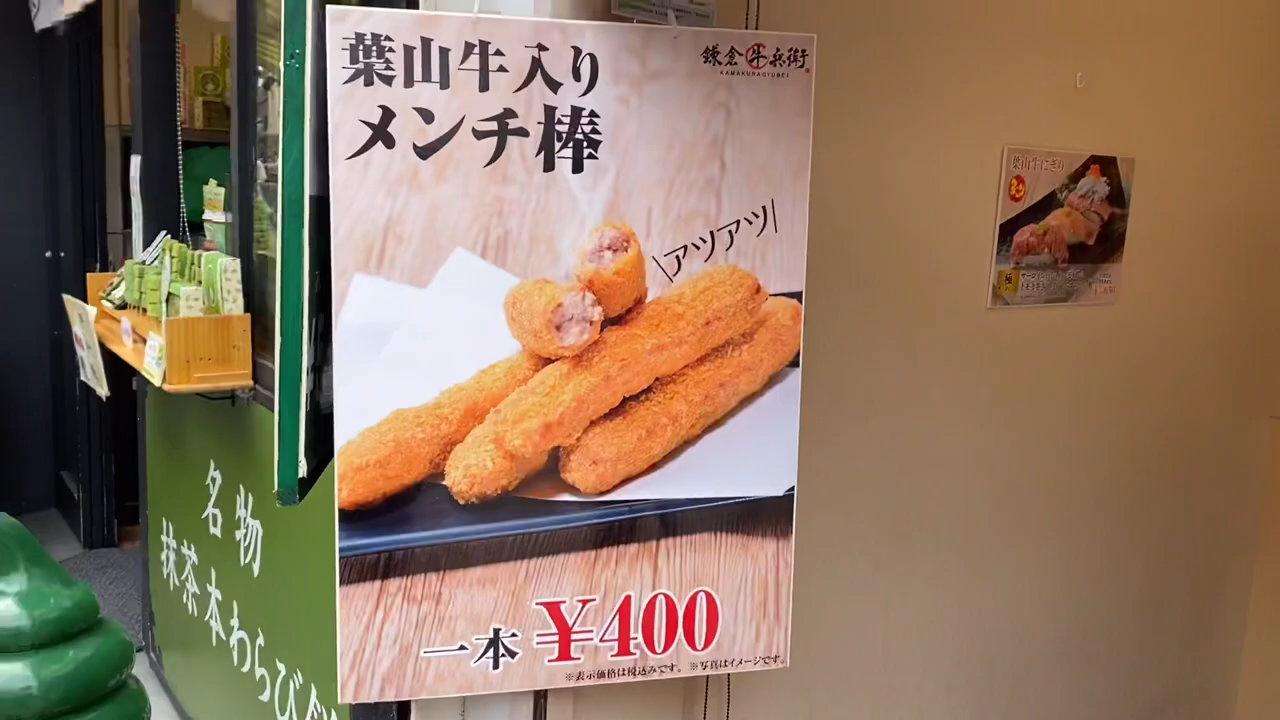 葉山牛入り
メンチ棒
鎌倉牛兵衛
KAMAKURAGYUBEI
アツアツ
一本 ¥400
※表示価格は税込みです。 ※写真はイメージです。
名物
抹茶本わらび餅
葉山牛にぎり
極